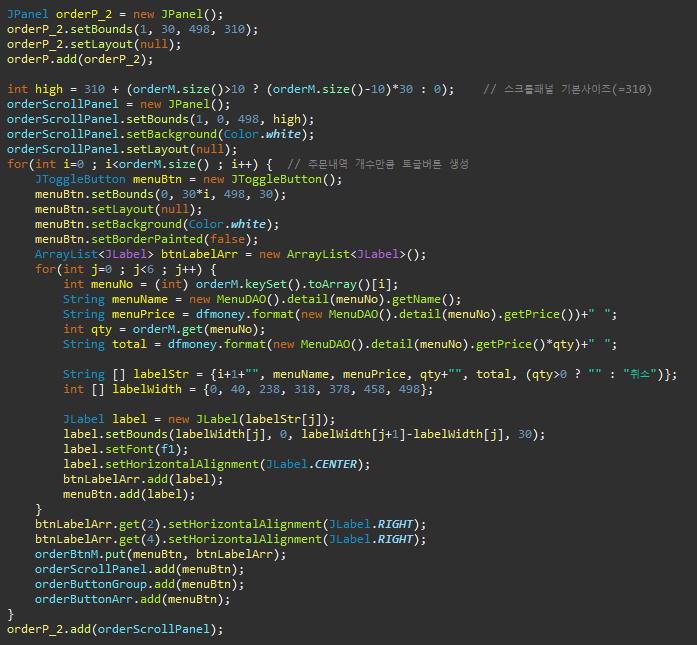 JPanel orderP_2 = new JPanel();
orderP_2.setBounds(1, 30, 498, 310);
orderP_2.setLayout(null);
orderP.add(orderP_2);

int high = 310 + (orderM.size()>10 ? (orderM.size()-10)*30 : 0);    // 스크롤패널 기본사이즈(=310)
orderScrollPanel = new JPanel();
orderScrollPanel.setBounds(1, 0, 498, high);
orderScrollPanel.setBackground(Color.white);
orderScrollPanel.setLayout(null);
for(int i=0 ; i<orderM.size() ; i++) {  // 주문내역 개수만큼 토글버튼 생성
    JToggleButton menuBtn = new JToggleButton();
    menuBtn.setBounds(0, 30*i, 498, 30);
    menuBtn.setLayout(null);
    menuBtn.setBackground(Color.white);
    menuBtn.setBorderPainted(false);
    ArrayList<JLabel> btnLabelArr = new ArrayList<JLabel>();
    for(int j=0 ; j<6 ; j++) {
        int menuNo = (int) orderM.keySet().toArray()[i];
        String menuName = new MenuDAO().detail(menuNo).getName();
        String menuPrice = dfmoney.format(new MenuDAO().detail(menuNo).getPrice())+" ";
        int qty = orderM.get(menuNo);
        String total = dfmoney.format(new MenuDAO().detail(menuNo).getPrice()*qty)+" ";

        String [] labelStr = {i+1+"", menuName, menuPrice, qty+"", total, (qty>0 ? "" : "취소")};
        int [] labelWidth = {0, 40, 238, 318, 378, 458, 498};

        JLabel label = new JLabel(labelStr[j]);
        label.setBounds(labelWidth[j], 0, labelWidth[j+1]-labelWidth[j], 30);
        label.setFont(f1);
        label.setHorizontalAlignment(JLabel.CENTER);
        btnLabelArr.add(label);
        menuBtn.add(label);
    }
    btnLabelArr.get(2).setHorizontalAlignment(JLabel.RIGHT);
    btnLabelArr.get(4).setHorizontalAlignment(JLabel.RIGHT);
    orderBtnM.put(menuBtn, btnLabelArr);
    orderScrollPanel.add(menuBtn);
    orderButtonGroup.add(menuBtn);
    orderButtonArr.add(menuBtn);
}
orderP_2.add(orderScrollPanel);